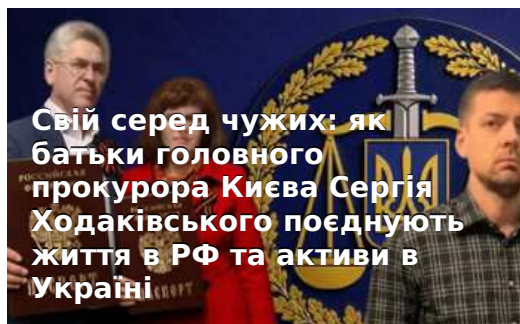 Свій серед чужих: як
батьки головного
прокурора Києва Сергія
Ходаківського поєднують
життя в РФ та активи в
Україні